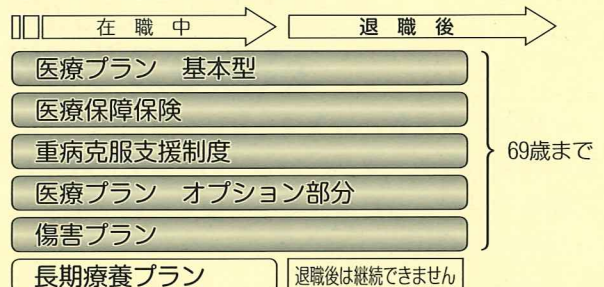 在職中 退職後
医療プラン 基本型
医療保障保険
重病克服支援制度
医療プラン オプション部分
傷害プラン
69歳まで
長期療養プラン 退職後は継続できません